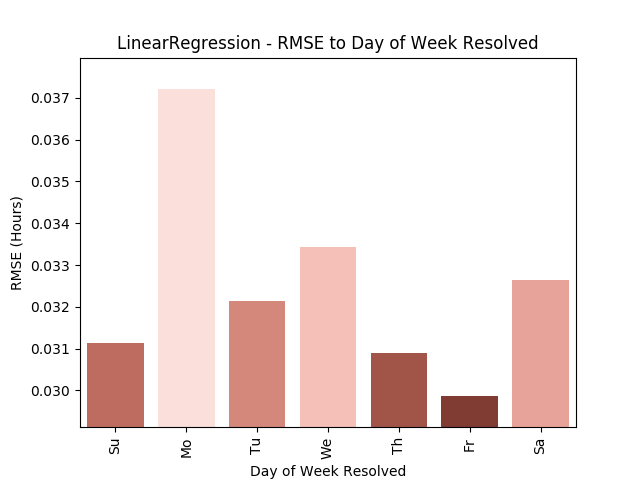 LinearRegression - RMSE to Day of Week Resolved
0.037
0.036
0.035
0.034
0.033
0.032
0.031
0.030
RMSE (Hours)
Su
Mo
Tu
We
Th
Fr
Sa
Day of Week Resolved